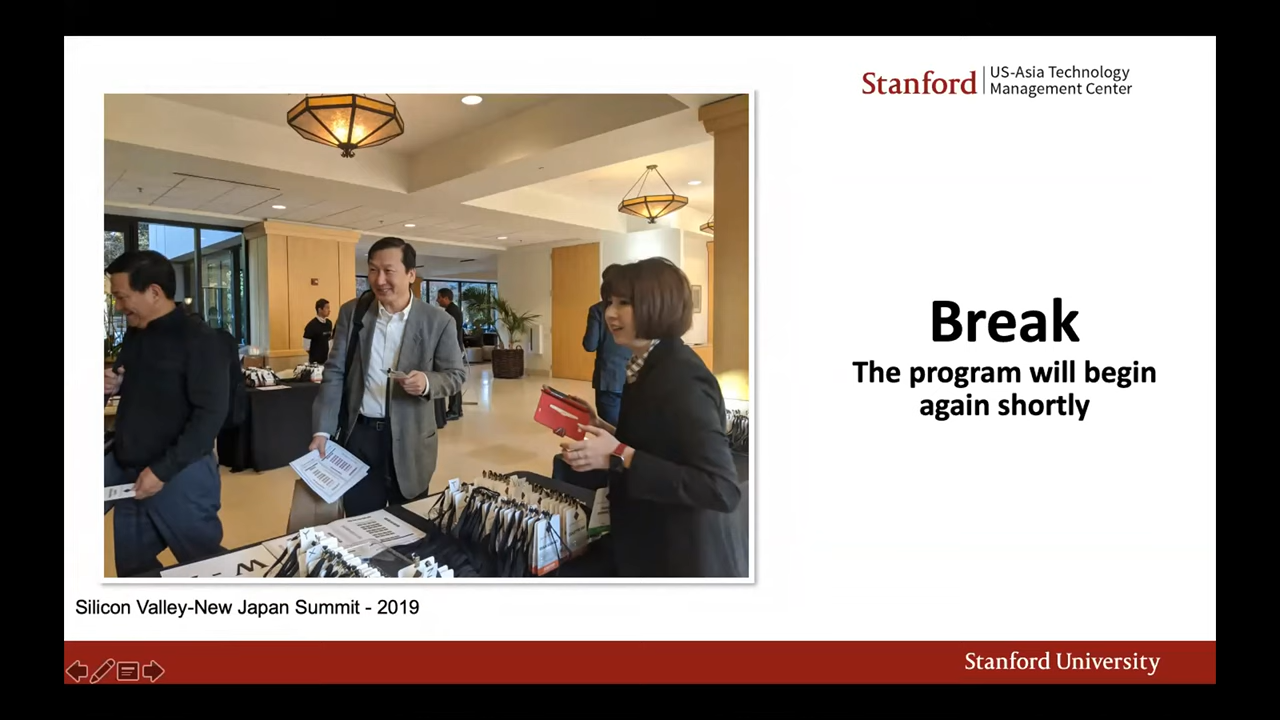 Stanford
US-Asia Technology
Management Center
Break
The program will begin
again shortly
Silicon Valley-New Japan Summit - 2019
Stanford University